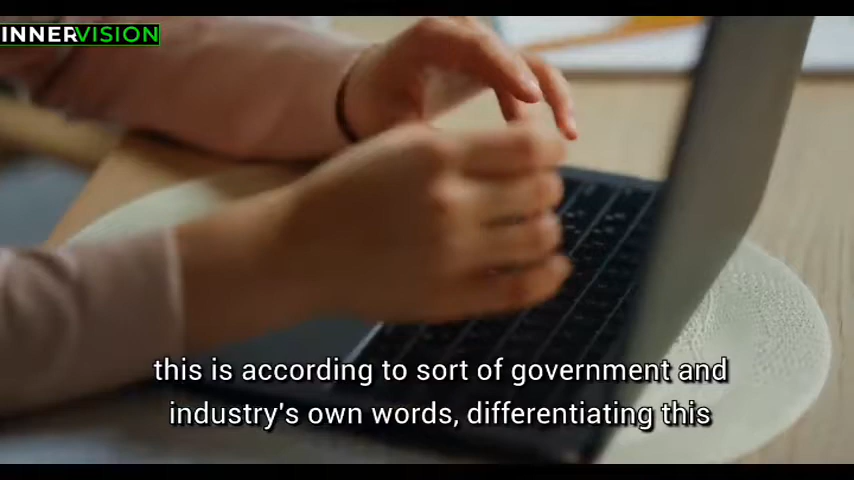 INNERVISION
this is according to sort of government and
industry's own words, differentiating this